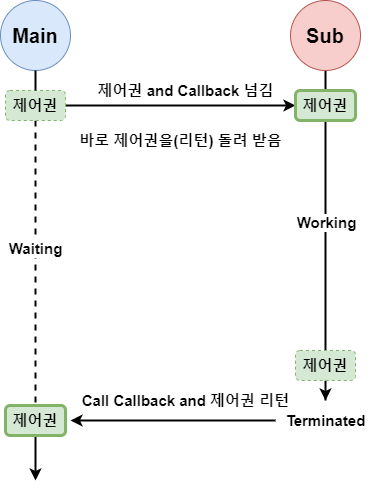 Main
Sub
제어권 and Callback 넘김
제어권
제어권
바로 제어권을(리턴) 돌려 받음
Working
Waiting
제어권
Call Callback and 제어권 리턴
제어권
Terminated